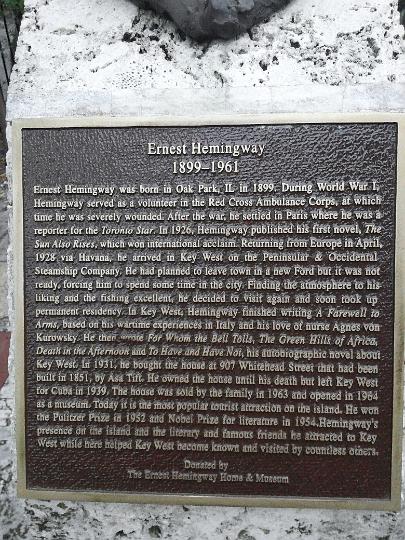 Ernest Hemingway
1899–1961
Ernest Hemingway was born in Oak Park, IL in 1899. During World War I,
Hemingway served as a volunteer in the Red Cross Ambulance Corps, at which
time he was severely wounded. After the war, he settled in Paris where he was a
reporter for the Toronto Star. In 1926, Hemingway published his first novel, The
Sun Also Rises, which won international acclaim. Returning from Europe in April,
1928 via Havana, he arrived in Key West on the Peninsular & Occidental
Steamship Company. He had planned to leave town in a new Ford but it was not
ready, forcing him to spend some time in the city. Finding the atmosphere to his
liking and the fishing excellent, he decided to visit again and soon took up
permanent residency. In Key West, Hemingway finished writing A Farewell to
Arms, based on his wartime experiences in Italy and his love of nurse Agnes von
Kurowsky. He then wrote For Whom the Bell Tolls, The Green Hills of Africa,
Death in the Afternoon and To Have and Have Not, his autobiographic novel about
Key West. In 1931, he bought the house at 907 Whitehead Street that had been
built in 1851, by Asa Tift. He owned the house until his death but left Key West
for Cuba in 1939. The house was sold by the family in 1963 and opened in 1964
as a museum. Today it is the most popular tourist attraction on the island. He won
the Pulitzer Prize in 1952 and Nobel Prize for literature in 1954.Hemingway's
presence on the island and the literary and famous friends he attracted to Key
West while here helped Key West become known and visited by countless others.
Donated by
The Ernest Hemingway Home & Museum